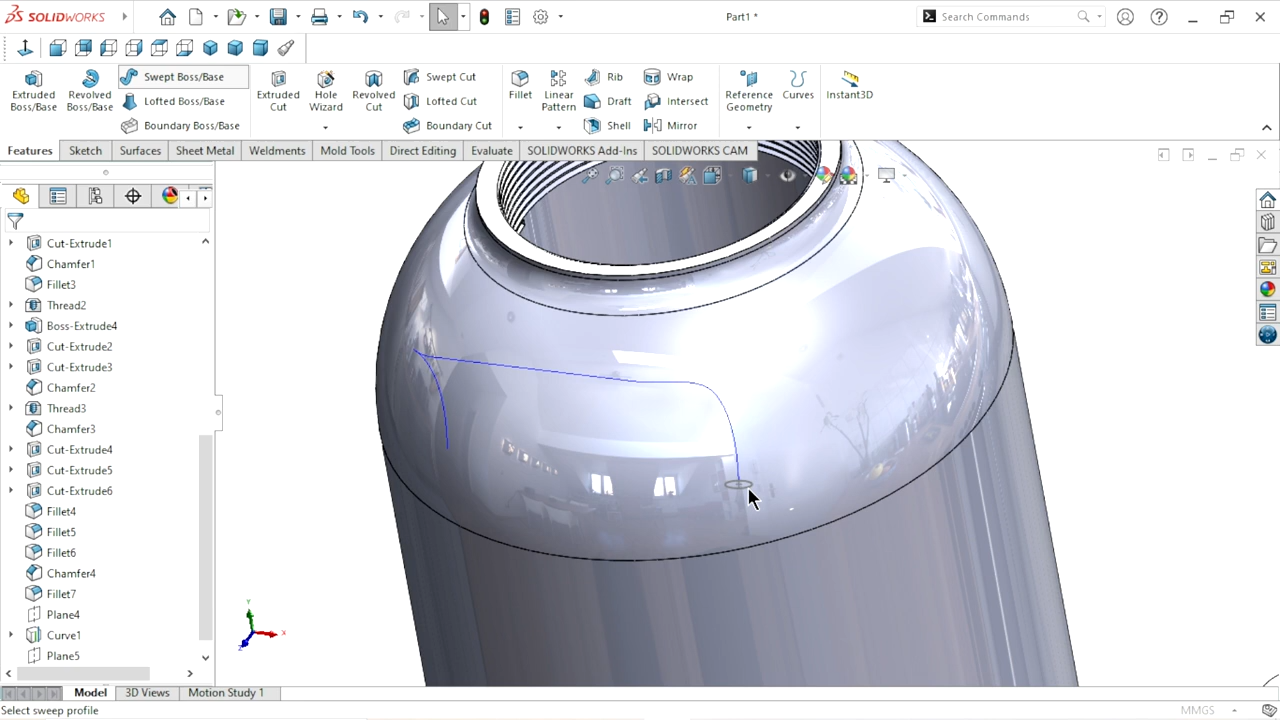 SOLIDWORKS
Part1 *
Search Commands
Extruded Boss/Base
Revolved Boss/Base
Swept Boss/Base
Lofted Boss/Base
Boundary Boss/Base
Extruded Cut
Hole Wizard
Revolved Cut
Swept Cut
Lofted Cut
Boundary Cut
Fillet
Linear Pattern
Rib
Draft
Shell
Wrap
Intersect
Mirror
Reference Geometry
Curves
Instant3D
Features
Sketch
Surfaces
Sheet Metal
Weldments
Mold Tools
Direct Editing
Evaluate
SOLIDWORKS Add-Ins
SOLIDWORKS CAM
Cut-Extrude1
Chamfer1
Fillet3
Thread2
Boss-Extrude4
Cut-Extrude2
Cut-Extrude3
Chamfer2
Thread3
Chamfer3
Cut-Extrude4
Cut-Extrude5
Cut-Extrude6
Fillet4
Fillet5
Fillet6
Chamfer4
Fillet7
Plane4
Curve1
Plane5
Y
X
Z
Model
3D Views
Motion Study 1
Select sweep profile
MMGS